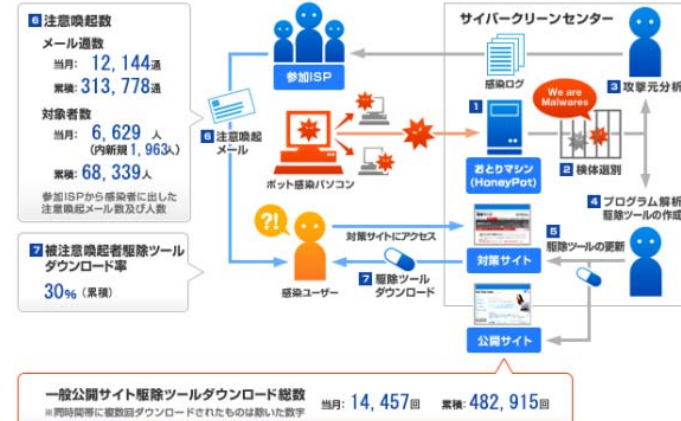 6 注意喚起数
メール通数
当月: 12,144通
累積: 313,778通
対象者数
当月: 6,629 人
(内新規1,963人)
累積: 68,339人
参加ISPから感染者に出した
注意喚起メール数及び人数
7 被注意喚起者駆除ツール
ダウンロード率
30% (累積)
参加ISP
6 注意喚起
メール
ボット感染パソコン
?!
感染ユーザー
対策サイトにアクセス
7 駆除ツール
ダウンロード
サイバークリーンセンター
感染ログ
3 攻撃元分析
1
We are
Malwares
おとりマシン
(HoneyPot)
2 検体選別
4 プログラム解析
駆除ツールの作成
5
駆除ツールの更新
対策サイト
公開サイト
一般公開サイト駆除ツールダウンロード総数
※同時間帯に複数回ダウンロードされたものは除いた数字
当月: 14,457回 累積: 482,915回